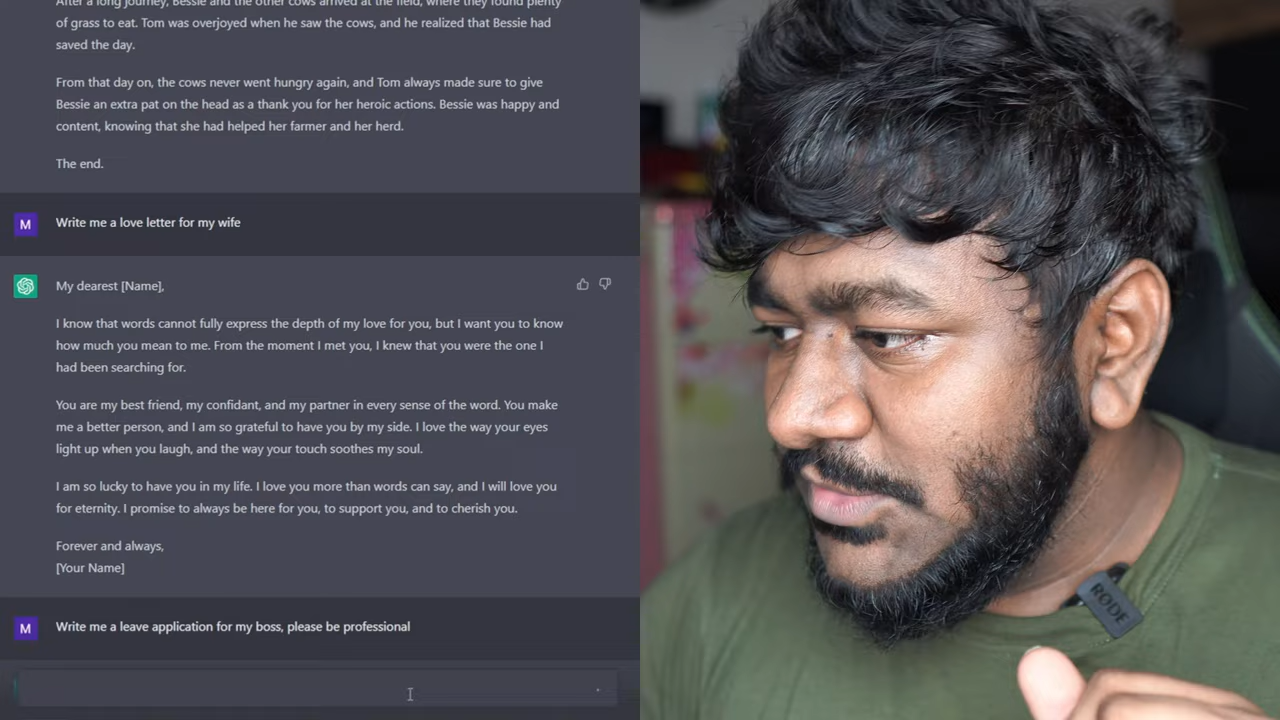 After a long journey, Bessie and the other cows arrived at the field, where they found plenty
of grass to eat. Tom was overjoyed when he saw the cows, and he realized that Bessie had
saved the day.
From that day on, the cows never went hungry again, and Tom always made sure to give
Bessie an extra pat on the head as a thank you for her heroic actions. Bessie was happy and
content, knowing that she had helped her farmer and her herd.
The end.
M
Write me a love letter for my wife
My dearest [Name],
I know that words cannot fully express the depth of my love for you, but I want you to know
how much you mean to me. From the moment I met you, I knew that you were the one I
had been searching for.
You are my best friend, my confidant, and my partner in every sense of the word. You make
me a better person, and I am so grateful to have you by my side. I love the way your eyes
light up when you laugh, and the way your touch soothes my soul.
I am so lucky to have you in my life. I love you more than words can say, and I will love you
for eternity. I promise to always be here for you, to support you, and to cherish you.
Forever and always,
[Your Name]
M
Write me a leave application for my boss, please be professional
RØDE